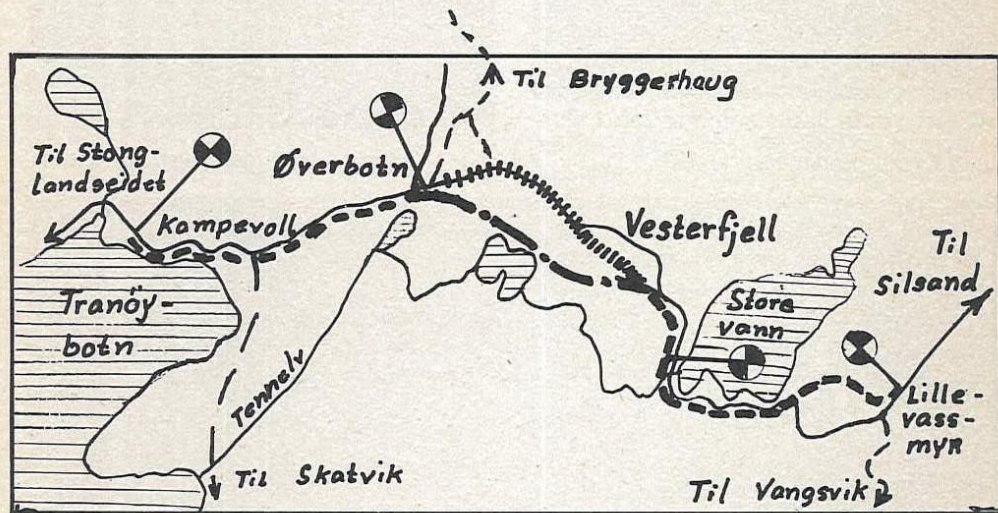 Til Bryggerhaug
Til Stong-
landseidet
Øverbotn
Kampevoll
Vesterfjell
Til
Silsand
Tranöy-
botn
Store
vann
Tennelv
Lille-
vass-
myr
Til Skatvik
Til Vangsvik